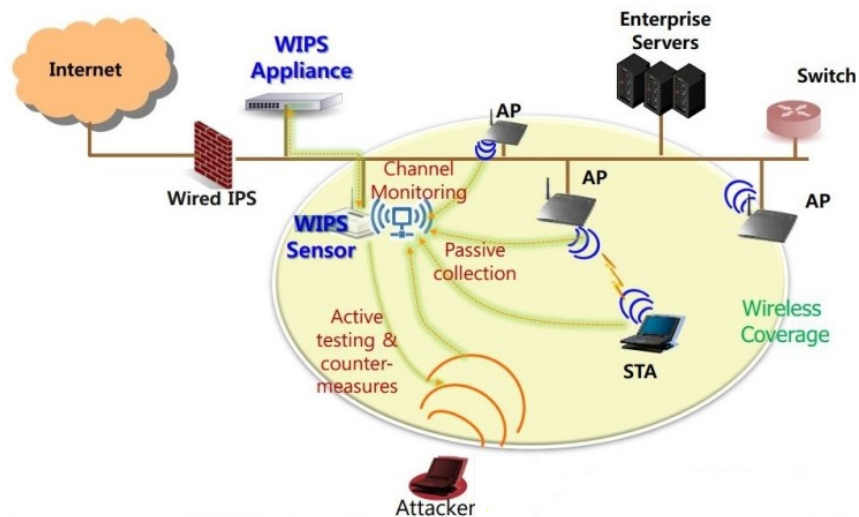 Internet
WIPS
Appliance
Enterprise
Servers
Switch
AP
Wired IPS
Channel
Monitoring
AP
AP
WIPS
Sensor
Passive
collection
Wireless
Coverage
Active
testing &
counter-
measures
STA
Attacker